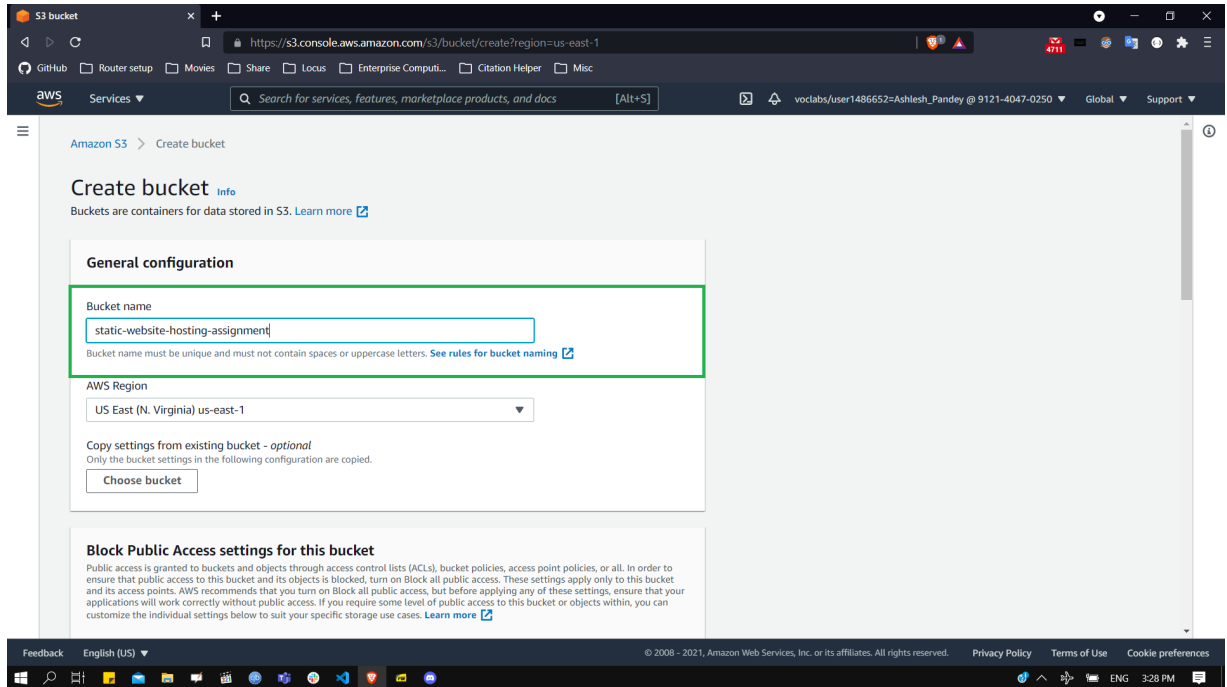 S3 bucket
https://s3.console.aws.amazon.com/s3/bucket/create?region=us-east-1
4711
GitHub Router setup Movies Share Locus Enterprise Computi... Citation Helper Misc
aws Services ▼ Search for services, features, marketplace products, and docs [Alt+S] voclabs/user1486652=Ashlesh_Pandey @ 9121-4047-0250 ▼ Global ▼ Support ▼
Amazon S3 > Create bucket
Create bucket Info
Buckets are containers for data stored in S3. Learn more
General configuration
Bucket name
static-website-hosting-assignment
Bucket name must be unique and must not contain spaces or uppercase letters. See rules for bucket naming
AWS Region
US East (N. Virginia) us-east-1
Copy settings from existing bucket - optional
Only the bucket settings in the following configuration are copied.
Choose bucket
Block Public Access settings for this bucket
Public access is granted to buckets and objects through access control lists (ACLs), bucket policies, access point policies, or all. In order to
ensure that public access to this bucket and its objects is blocked, turn on Block all public access. These settings apply only to this bucket
and its access points. AWS recommends that you turn on Block all public access, but before applying any of these settings, ensure that your
applications will work correctly without public access. If you require some level of public access to this bucket or objects within, you can
customize the individual settings below to suit your specific storage use cases. Learn more
Feedback English (US) ▼ © 2008 - 2021, Amazon Web Services, Inc. or its affiliates. All rights reserved. Privacy Policy Terms of Use Cookie preferences
ENG 3:28 PM